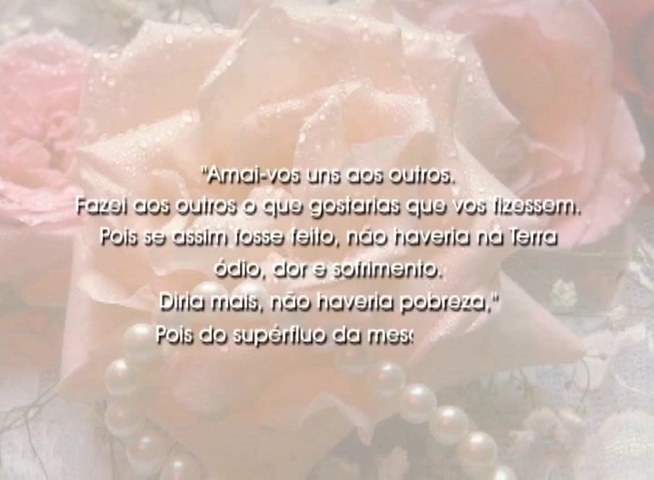 "Amai-vos uns aos outros.
Fazei aos outros o que gostarias que vos fizessem.
Pois se assim fosse feito, não haveria na Terra
ódio, dor e sofrimento.
Diria mais, não haveria pobreza,"
Pois do supérfluo da mes